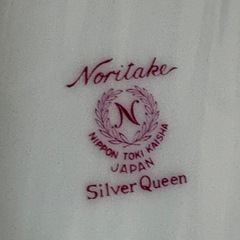 Noritake
N
NIPPON TOKI KAISHA
JAPAN
Silver Queen